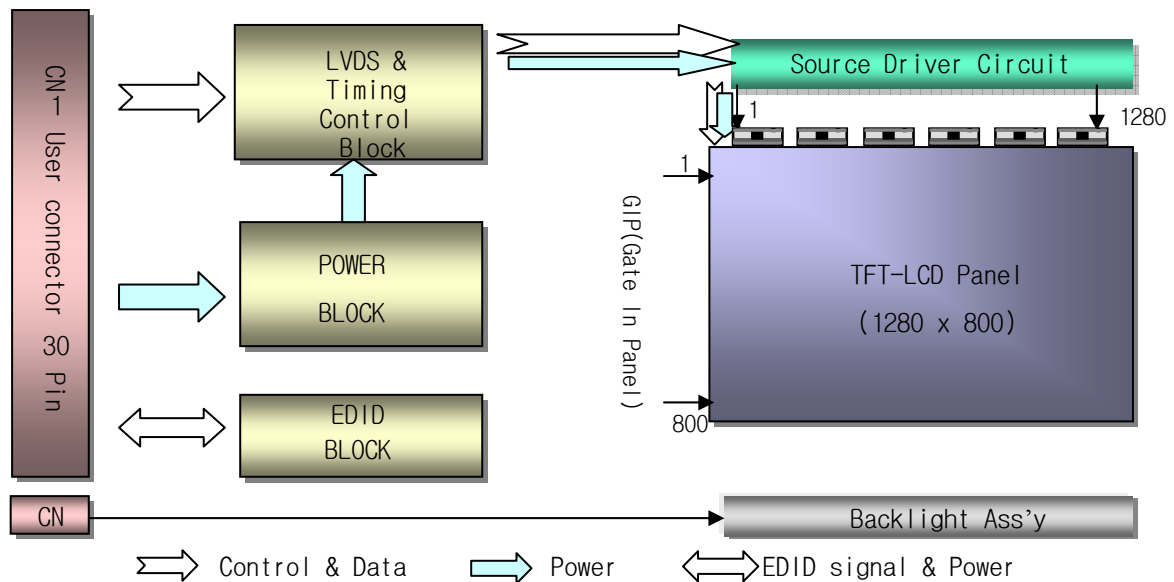 CN1 User connector 30 Pin
LVDS &
Timing
Control
Block
POWER
BLOCK
EDID
BLOCK
Source Driver Circuit
1
1280
1
GIP(Gate In Panel)
800
TFT-LCD Panel
(1280 x 800)
CN
Backlight Ass'y
Control & Data
Power
EDID signal & Power